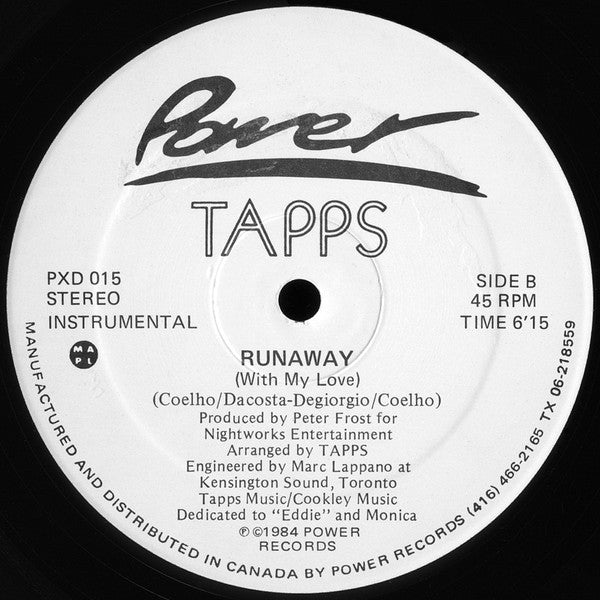 Power
TAPPS
PXD 015
STEREO
INSTRUMENTAL
SIDE B
45 RPM
TIME 6'15
M A
P L
RUNAWAY
(With My Love)
(Coelho/Dacosta-Degiorgio/Coelho)
Produced by Peter Frost for
Nightworks Entertainment
Arranged by TAPPS
Engineered by Marc Lappano at
Kensington Sound, Toronto
Tapps Music/Cookley Music
Dedicated to "Eddie" and Monica
℗©1984 POWER
RECORDS
MANUFACTURED AND DISTRIBUTED IN CANADA BY POWER RECORDS (416) 466-2165 TX 06-218559